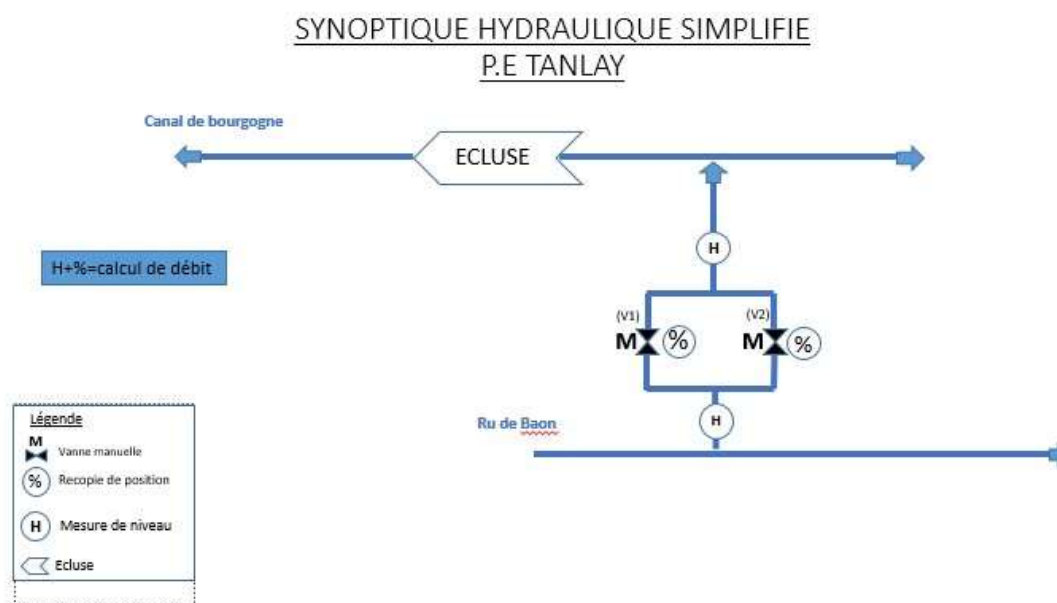 SYNOPTIQUE HYDRAULIQUE SIMPLIFIE
P.E TANLAY
Canal de bourgogne
ECLUSE
H
H+%=calcul de débit
(V1)
(V2)
M
%
M
%
Ru de Baon
H
Légende
M
Vanne manuelle
%
Recopie de position
H
Mesure de niveau
Ecluse